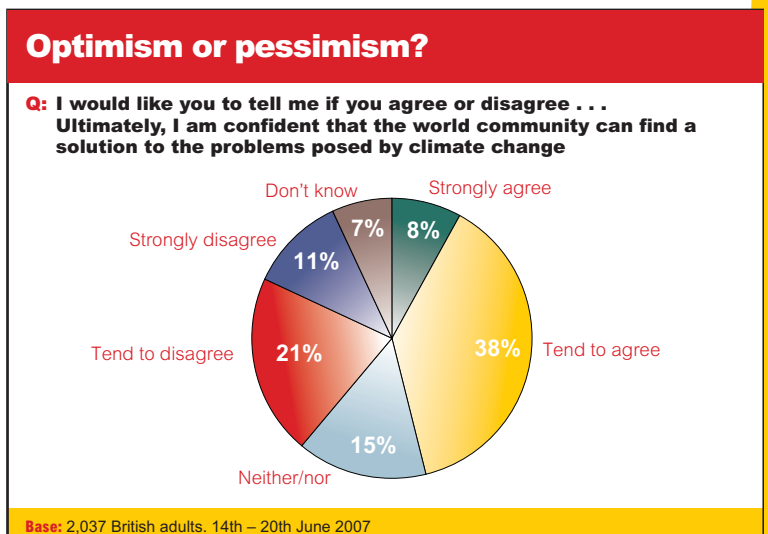 Optimism or pessimism?
Q: I would like you to tell me if you agree or disagree . . .
Ultimately, I am confident that the world community can find a
solution to the problems posed by climate change
Don't know
Strongly agree
7%
8%
Strongly disagree
11%
Tend to disagree
21%
38%
Tend to agree
15%
Neither/nor
Base: 2,037 British adults. 14th – 20th June 2007